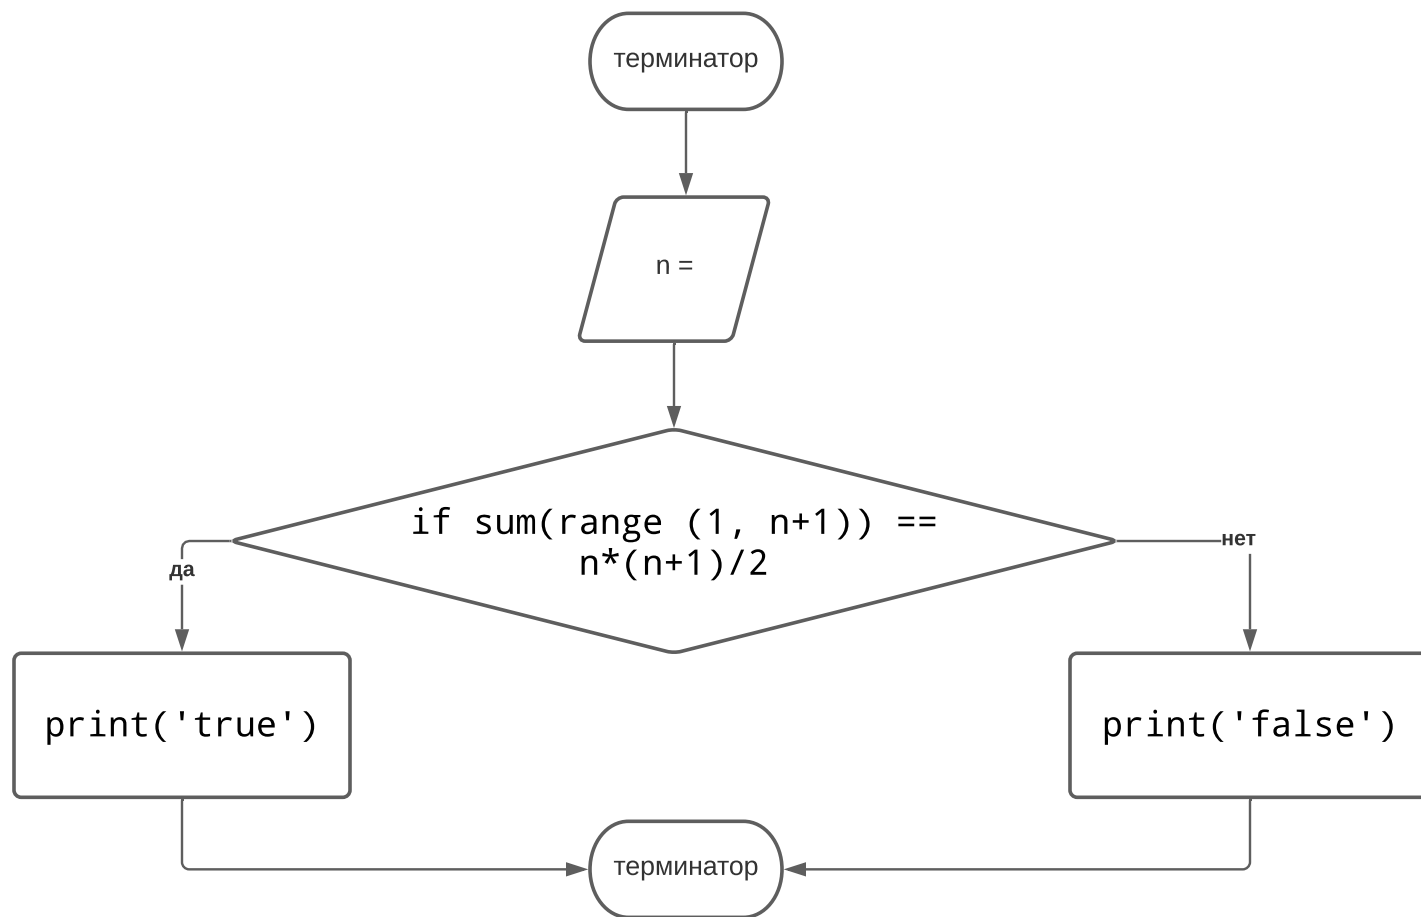 терминатор
n =
if sum(range (1, n+1)) ==
n*(n+1)/2
да
нет
print('true')
print('false')
терминатор